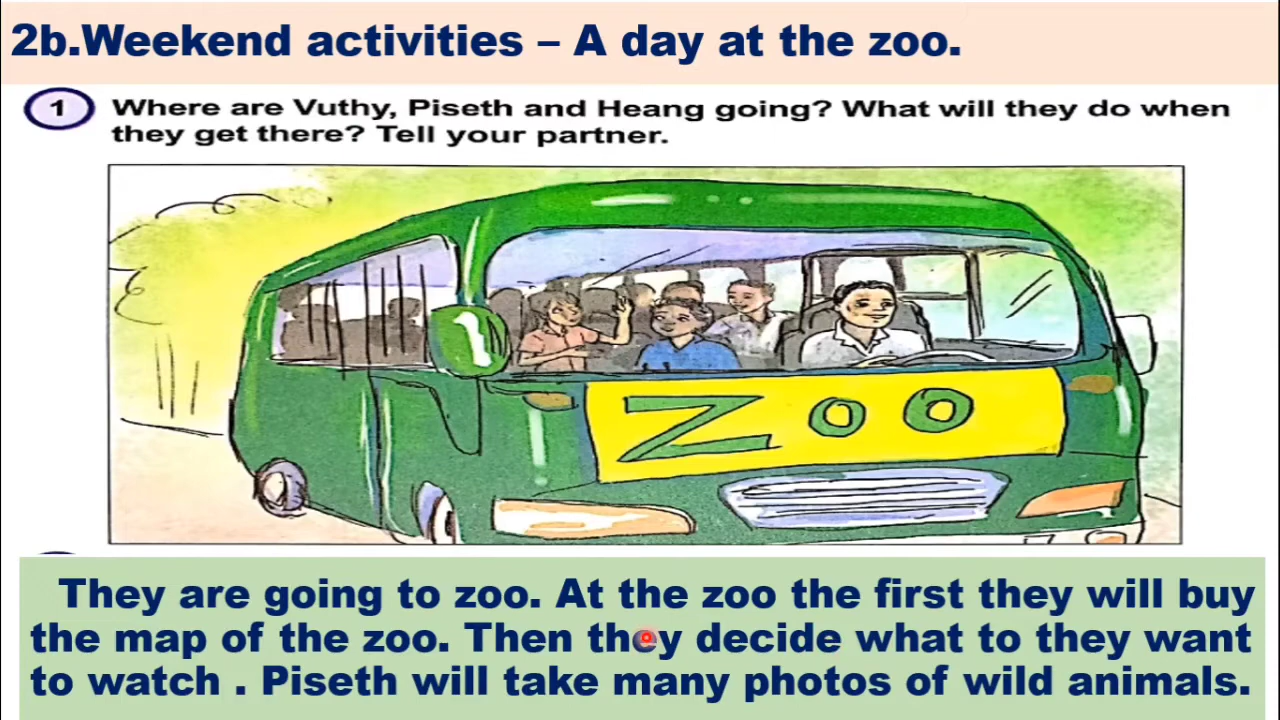 2b.Weekend activities – A day at the zoo.
1 Where are Vuthy, Piseth and Heang going? What will they do when
they get there? Tell your partner.
ZOO
They are going to zoo. At the zoo the first they will buy
the map of the zoo. Then they decide what to they want
to watch . Piseth will take many photos of wild animals.